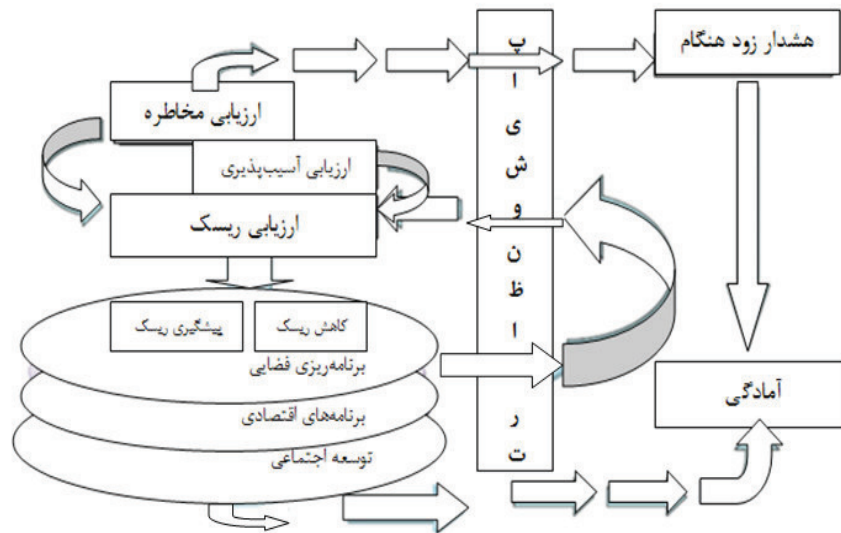 هشدار زود هنگام
پ ا ی ش و ن ظ ا ر ت
ارزیابی مخاطره
ارزیابی آسیب‌پذیری
ارزیابی ریسک
کاهش ریسک
پیشگیری ریسک
برنامه‌ریزی فضایی
برنامه‌های اقتصادی
توسعه اجتماعی
آمادگی